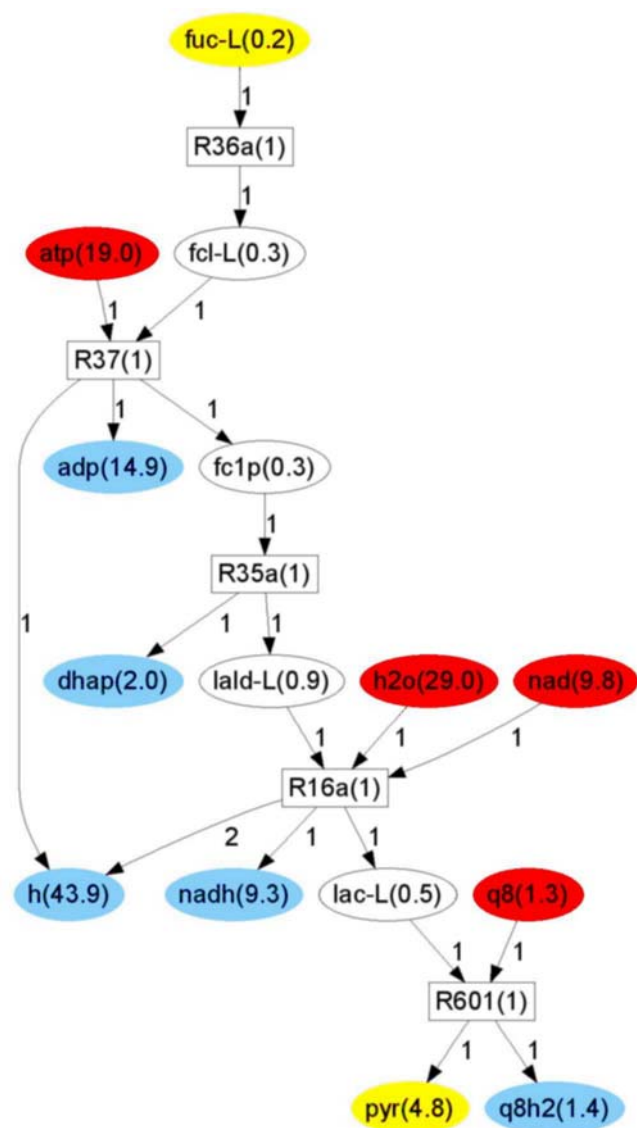 fuc-L(0.2)
1
R36a(1)
1
atp(19.0) fcl-L(0.3)
1 1
R37(1)
1 1
adp(14.9) fc1p(0.3)
1
R35a(1)
1 1 1
dhap(2.0) lald-L(0.9) h2o(29.0) nad(9.8)
1 1 1
R16a(1)
2 1 1
h(43.9) nadh(9.3) lac-L(0.5) q8(1.3)
1 1
R601(1)
1 1
pyr(4.8) q8h2(1.4)